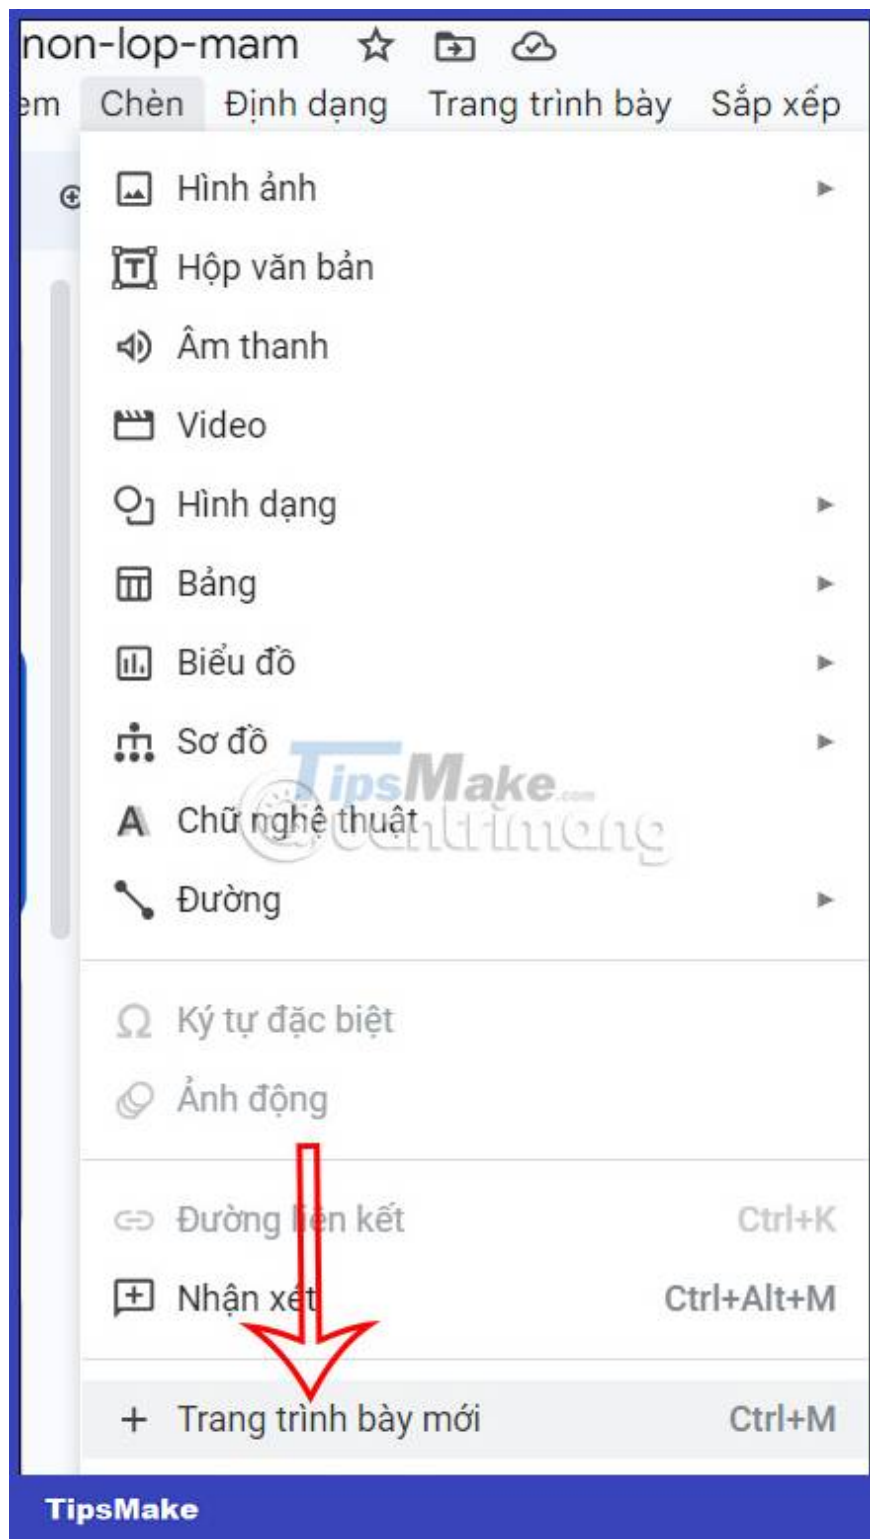 non-lop-mam
em Chèn Định dạng Trang trình bày Sắp xếp
Hình ảnh
Hộp văn bản
Âm thanh
Video
Hình dạng
Bảng
Biểu đồ
Sơ đồ
TipsMake.com
Chữ nghệ thuật
Quantrimang
Đường
Ký tự đặc biệt
Ảnh động
Đường liên kết Ctrl+K
Nhận xét Ctrl+Alt+M
Trang trình bày mới Ctrl+M
TipsMake